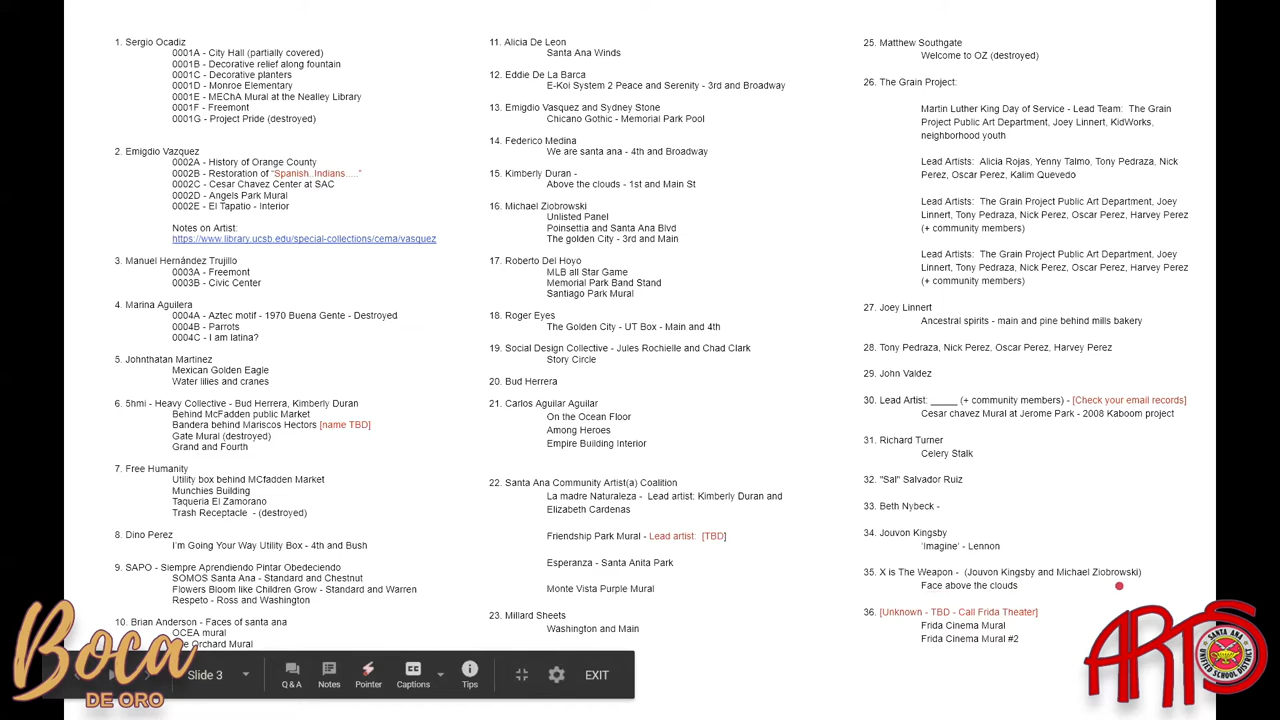 1. Sergio Ocadiz
0001A - City Hall (partially covered)
0001B - Decorative relief along fountain
0001C - Decorative planters
0001D - Monroe Elementary
0001E - MEChA Mural at the Nealley Library
0001F - Freemont
0001G - Project Pride (destroyed)
2. Emigdio Vazquez
0002A - History of Orange County
0002B - Restoration of "Spanish..Indians....."
0002C - Cesar Chavez Center at SAC
0002D - Angels Park Mural
0002E - El Tapatio - Interior
Notes on Artist:
https://www.library.ucsb.edu/special-collections/cema/vasquez
3. Manuel Hernández Trujillo
0003A - Freemont
0003B - Civic Center
4. Marina Aguilera
0004A - Aztec motif - 1970 Buena Gente - Destroyed
0004B - Parrots
0004C - I am latina?
5. Johnthatan Martinez
Mexican Golden Eagle
Water lilies and cranes
6. 5hmi - Heavy Collective - Bud Herrera, Kimberly Duran
Behind McFadden public Market
Bandera behind Mariscos Hectors [name TBD]
Gate Mural (destroyed)
Grand and Fourth
7. Free Humanity
Utility box behind MCfadden Market
Munchies Building
Taqueria El Zamorano
Trash Receptacle - (destroyed)
8. Dino Perez
I'm Going Your Way Utility Box - 4th and Bush
9. SAPO - Siempre Aprendiendo Pintar Obedeciendo
SOMOS Santa Ana - Standard and Chestnut
Flowers Bloom like Children Grow - Standard and Warren
Respeto - Ross and Washington
10. Brian Anderson - Faces of santa ana
OCEA mural
Orchard Mural
11. Alicia De Leon
Santa Ana Winds
12. Eddie De La Barca
E-Koi System 2 Peace and Serenity - 3rd and Broadway
13. Emigdio Vasquez and Sydney Stone
Chicano Gothic - Memorial Park Pool
14. Federico Medina
We are santa ana - 4th and Broadway
15. Kimberly Duran -
Above the clouds - 1st and Main St
16. Michael Ziobrowski
Unlisted Panel
Poinsettia and Santa Ana Blvd
The golden City - 3rd and Main
17. Roberto Del Hoyo
MLB all Star Game
Memorial Park Band Stand
Santiago Park Mural
18. Roger Eyes
The Golden City - UT Box - Main and 4th
19. Social Design Collective - Jules Rochielle and Chad Clark
Story Circle
20. Bud Herrera
21. Carlos Aguilar Aguilar
On the Ocean Floor
Among Heroes
Empire Building Interior
22. Santa Ana Community Artist(a) Coalition
La madre Naturaleza - Lead artist: Kimberly Duran and
Elizabeth Cardenas
Friendship Park Mural - Lead artist: [TBD]
Esperanza - Santa Anita Park
Monte Vista Purple Mural
23. Millard Sheets
Washington and Main
25. Matthew Southgate
Welcome to OZ (destroyed)
26. The Grain Project:
Martin Luther King Day of Service - Lead Team: The Grain
Project Public Art Department, Joey Linnert, KidWorks,
neighborhood youth
Lead Artists: Alicia Rojas, Yenny Talmo, Tony Pedraza, Nick
Perez, Oscar Perez, Kalim Quevedo
Lead Artists: The Grain Project Public Art Department, Joey
Linnert, Tony Pedraza, Nick Perez, Oscar Perez, Harvey Perez
(+ community members)
Lead Artists: The Grain Project Public Art Department, Joey
Linnert, Tony Pedraza, Nick Perez, Oscar Perez, Harvey Perez
(+ community members)
27. Joey Linnert
Ancestral spirits - main and pine behind mills bakery
28. Tony Pedraza, Nick Perez, Oscar Perez, Harvey Perez
29. John Valdez
30. Lead Artist: _____ (+ community members) - [Check your email records]
Cesar chavez Mural at Jerome Park - 2008 Kaboom project
31. Richard Turner
Celery Stalk
32. "Sal" Salvador Ruiz
33. Beth Nybeck -
34. Jouvon Kingsby
'Imagine' - Lennon
35. X is The Weapon - (Jouvon Kingsby and Michael Ziobrowski)
Face above the clouds
36. [Unknown - TBD - Call Frida Theater]
Frida Cinema Mural
Frida Cinema Mural #2
Boca
DE ORO
Slide 3
Q & A
Notes
Pointer
Captions
Tips
EXIT
ARTS
SANTA ANA
UNIFIED SCHOOL DISTRICT